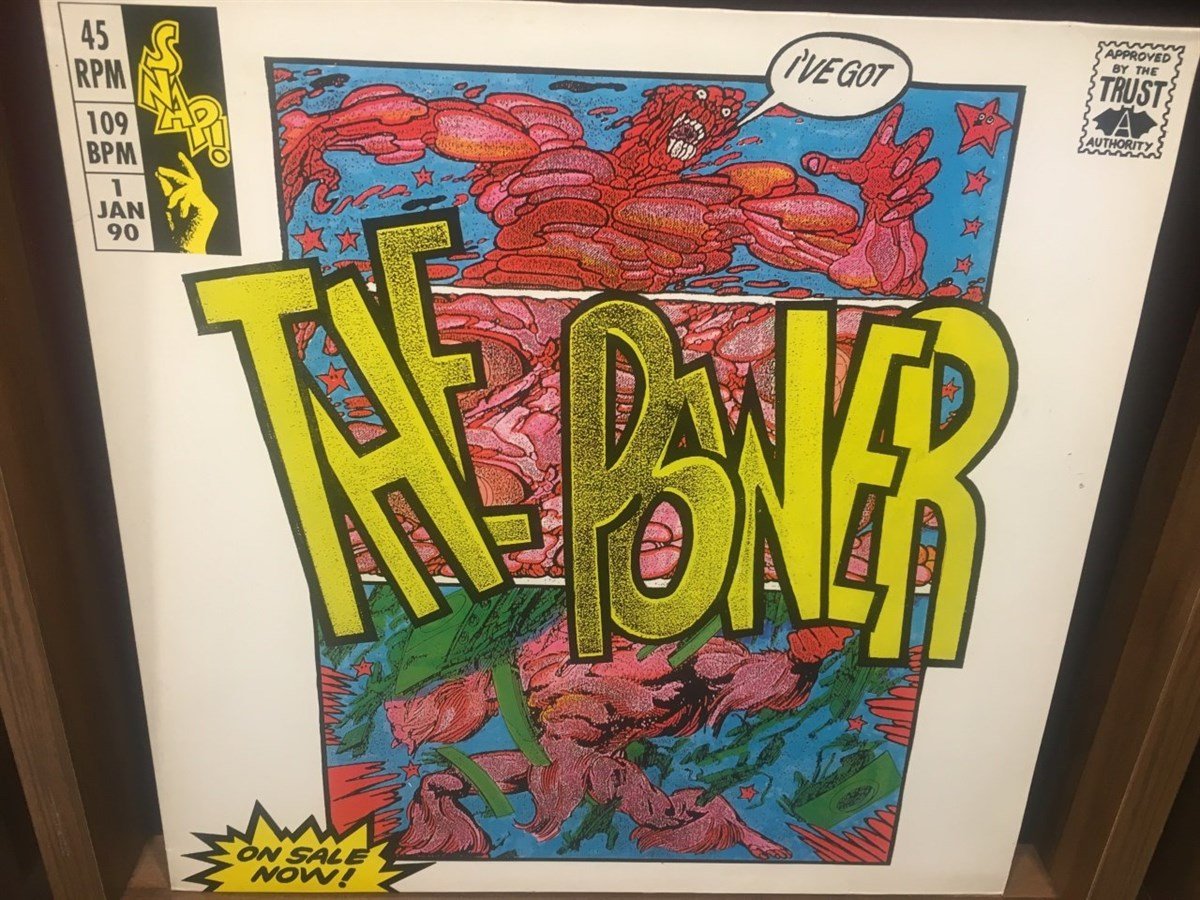 45
RPM
109
BPM
1
JAN
90
SNAP!
I'VE GOT
APPROVED
BY THE
TRUST
A
AUTHORITY
THE POWER
ON SALE
NOW!